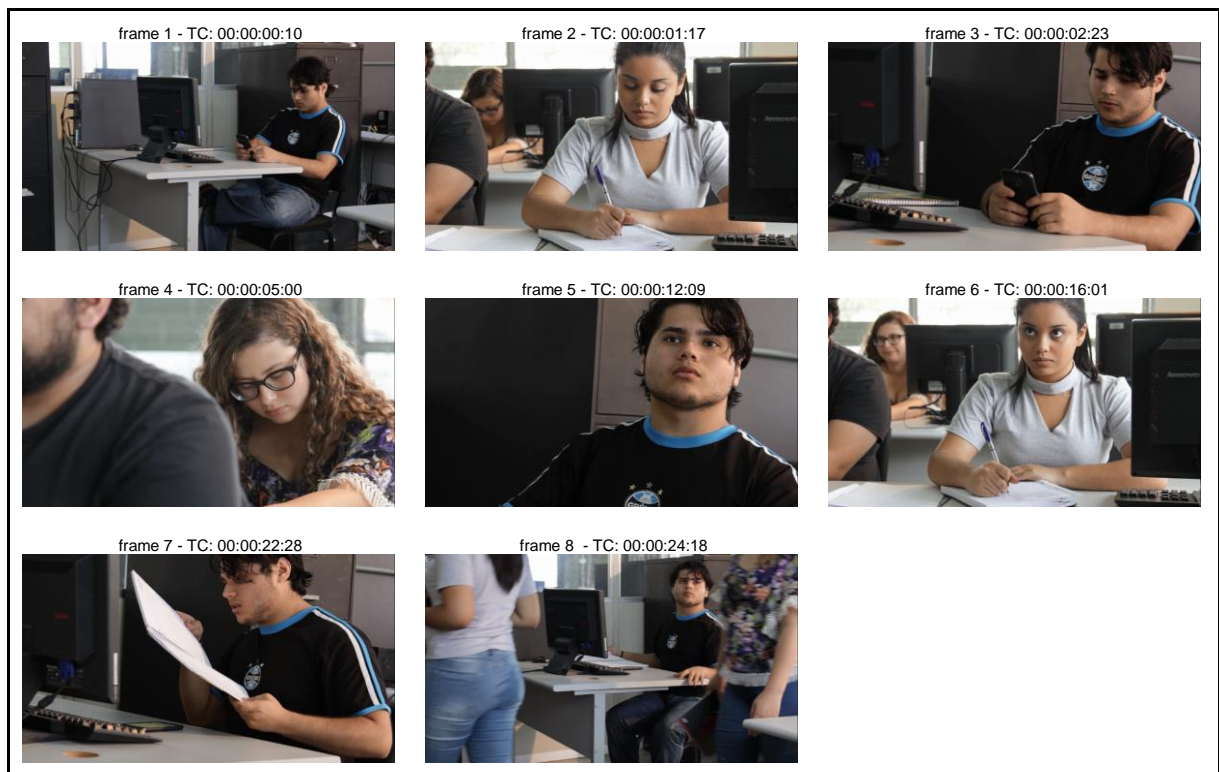 frame 1 - TC: 00:00:00:10
frame 2 - TC: 00:00:01:17
frame 3 - TC: 00:00:02:23
frame 4 - TC: 00:00:05:00
frame 5 - TC: 00:00:12:09
frame 6 - TC: 00:00:16:01
frame 7 - TC: 00:00:22:28
frame 8 - TC: 00:00:24:18
lenovo
lenovo